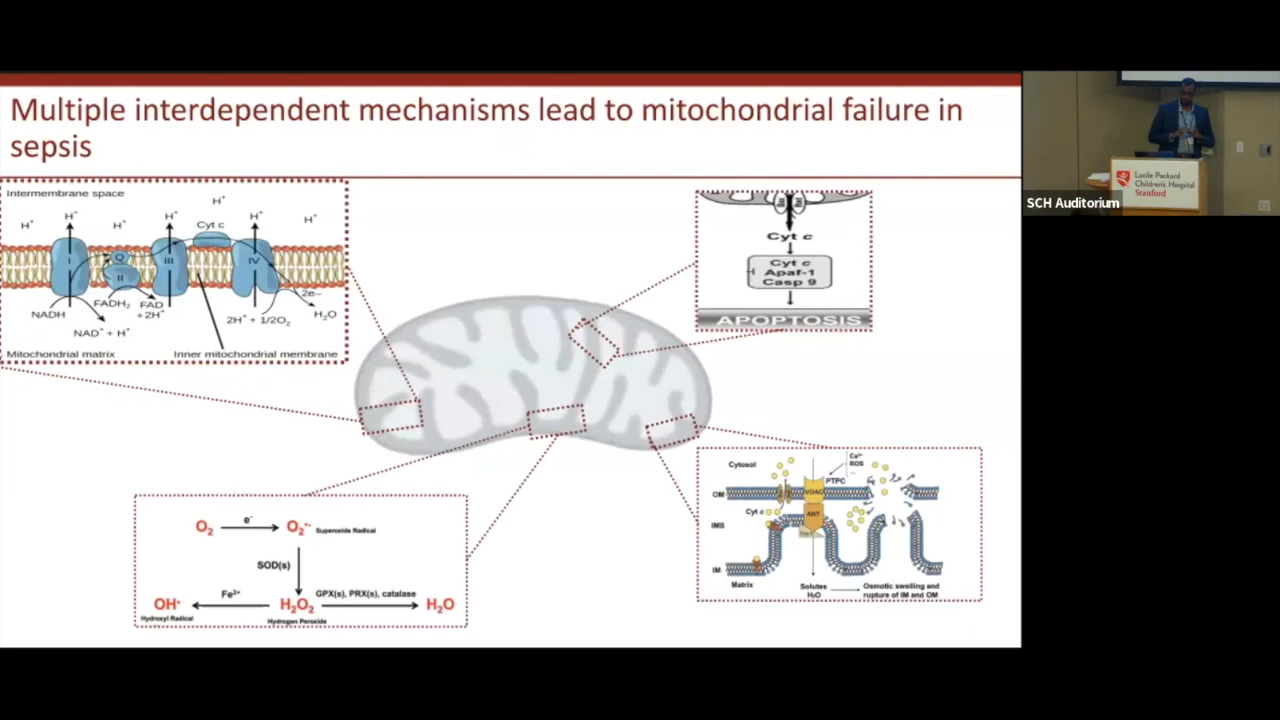 Multiple interdependent mechanisms lead to mitochondrial failure in
sepsis
Intermembrane space
H⁺ H⁺ H⁺ H⁺ H⁺ H⁺ H⁺
Cyt c
I Q II III IV
NADH
FADH₂ FAD
+2H⁺
2e–
H₂O
2H⁺ + 1/2O₂
NAD⁺ + H⁺
Mitochondrial matrix Inner mitochondrial membrane
Cyt c
Cyt c
Apaf-1
Casp 9
APOPTOSIS
O₂ e⁻ O₂•⁻ Superoxide Radical
SOD(s)
Fe²⁺ GPX(s), PRX(s), catalase
OH• H₂O₂ H₂O
Hydroxyl Radical
Hydrogen Peroxide
Cytosol
Ca²⁺
ROS
...
PTPC
OM
VDAC
Cyt c
ANT
IMS
IM
Matrix
Solutes
H₂O
Osmotic swelling and
rupture of IM and OM
Lucile Packard
Children's Hospital
Stanford
SCH Auditorium